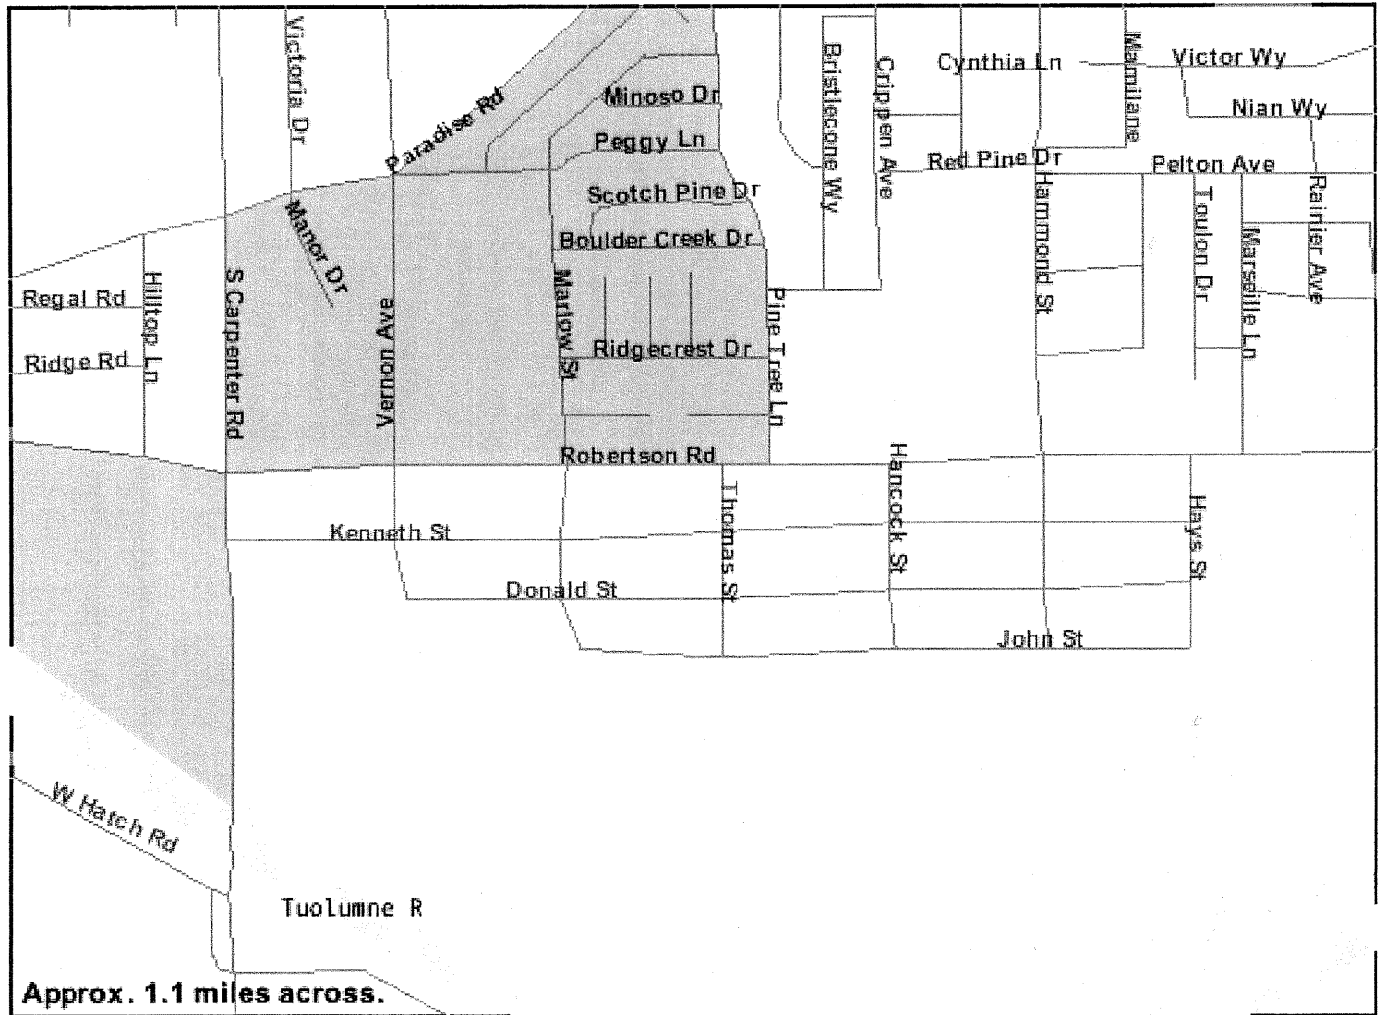 Victoria Dr
Paradise Rd
Minoso Dr
Peggy Ln
Scotch Pine Dr
Boulder Creek Dr
Bristlecone Wy
Crippen Ave
Cynthia Ln
Mamilane
Victor Wy
Nian Wy
Red Pine Dr
Pelton Ave
Manor Dr
Regal Rd
Ridge Rd
Hilltop Ln
S Carpenter Rd
Vernon Ave
Marlow St
Ridgecrest Dr
Pine Tree Ln
Hammond St
Toulon Dr
Marseille Ln
Rainier Ave
Robertson Rd
Kenneth St
Thomas St
Hancock St
Hays St
Donald St
John St
W Hatch Rd
Tuolumne R
Approx. 1.1 miles across.